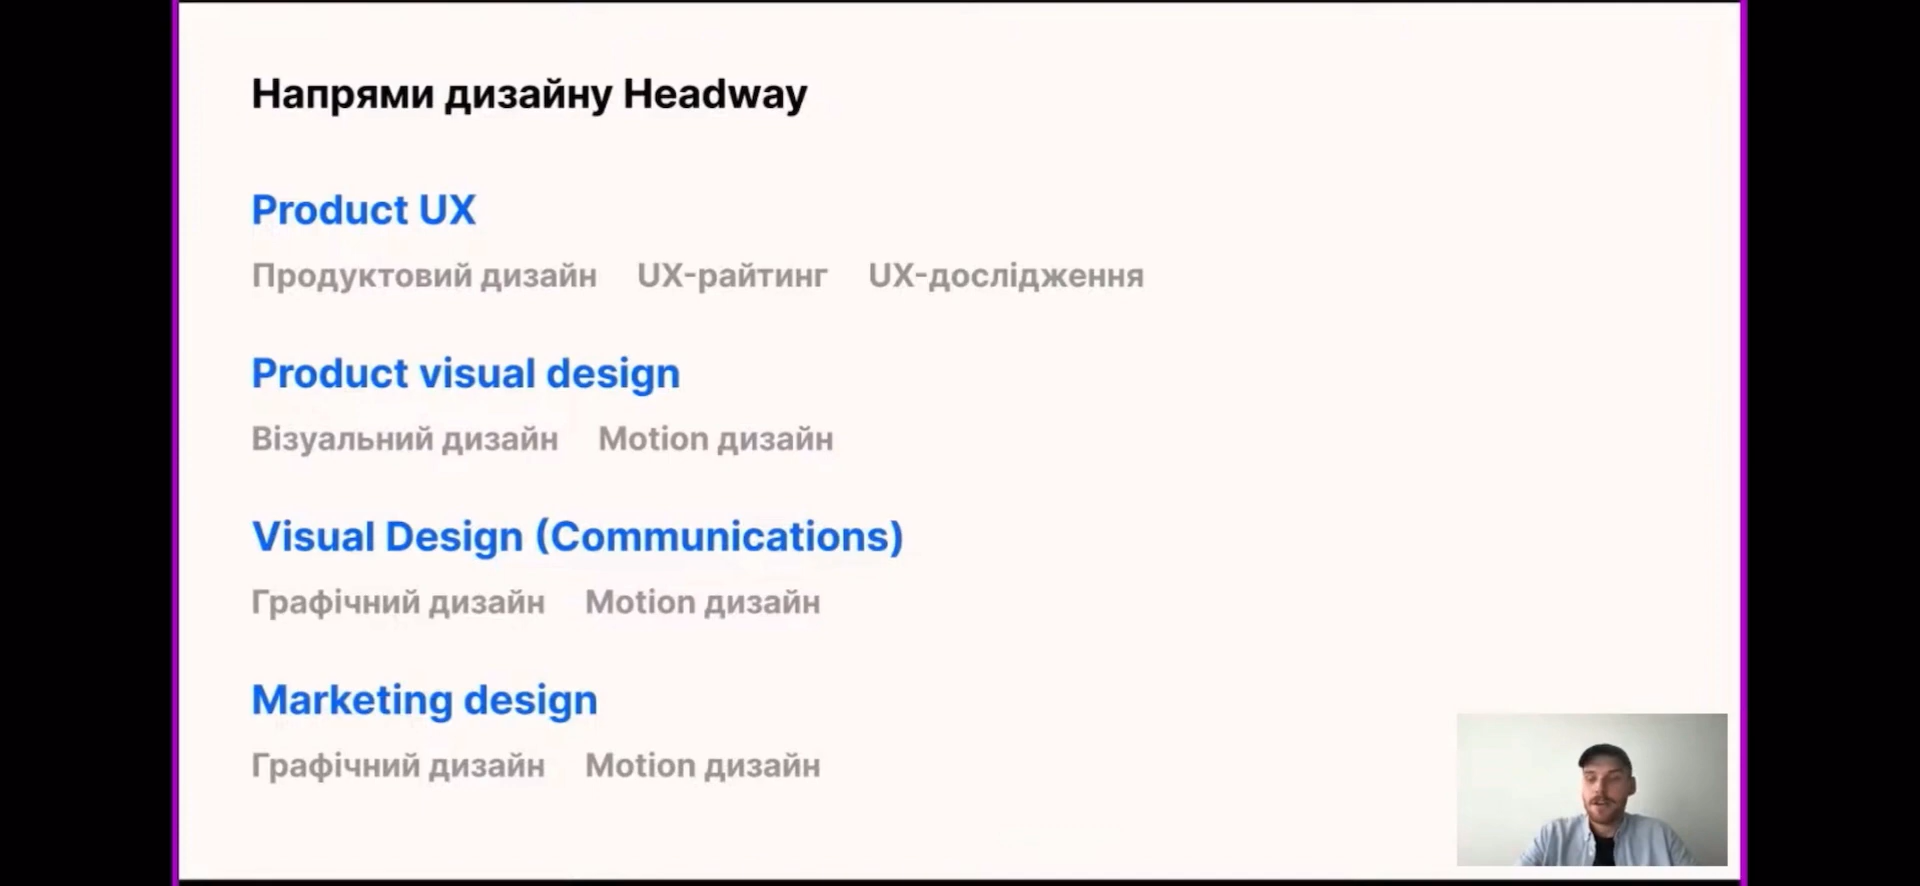 Напрями дизайну Headway
Product UX
Продуктовий дизайн UX-райтинг UX-дослідження
Product visual design
Візуальний дизайн Motion дизайн
Visual Design (Communications)
Графічний дизайн Motion дизайн
Marketing design
Графічний дизайн Motion дизайн